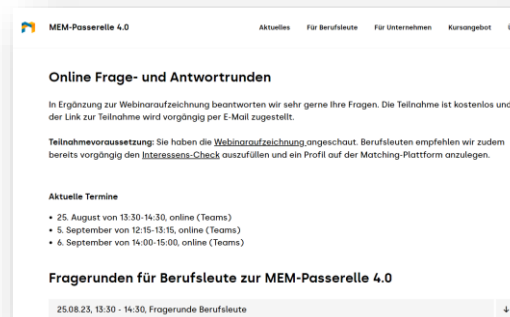 MEM-Passerelle 4.0 Aktuelles Für Berufsleute Für Unternehmen Kursangebot
Online Frage- und Antwortrunden
In Ergänzung zur Webinaraufzeichnung beantworten wir sehr gerne Ihre Fragen. Die Teilnahme ist kostenlos und
der Link zur Teilnahme wird vorgängig per E-Mail zugestellt.
Teilnahmevoraussetzung: Sie haben die Webinaraufzeichnung angeschaut. Berufsleuten empfehlen wir zudem
bereits vorgängig den Interessens-Check auszufüllen und ein Profil auf der Matching-Plattform anzulegen.
Aktuelle Termine
• 25. August von 13:30-14:30, online (Teams)
• 5. September von 12:15-13:15, online (Teams)
• 6. September von 14:00-15:00, online (Teams)
Fragerunden für Berufsleute zur MEM-Passerelle 4.0
25.08.23, 13:30 - 14:30, Fragerunde Berufsleute ↓